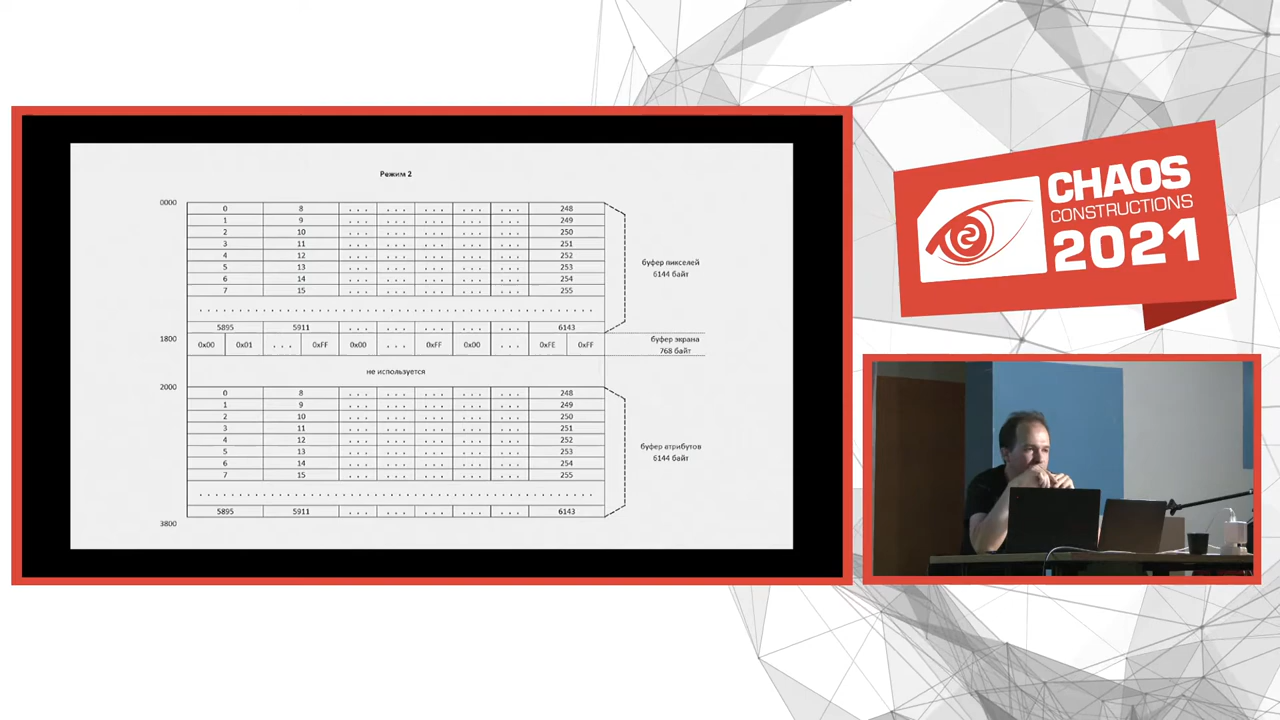 Режим 2
0000
0 8 ... ... ... ... ... 248
1 9 ... ... ... ... ... 249
2 10 ... ... ... ... ... 250
3 11 ... ... ... ... ... 251
4 12 ... ... ... ... ... 252
5 13 ... ... ... ... ... 253
6 14 ... ... ... ... ... 254
7 15 ... ... ... ... ... 255
буфер пикселей
6144 байт
5895 5911 ... ... ... ... ... 6143
1800
0x00 0x01 ... 0xFF 0x00 ... 0xFF 0x00 ... 0xFE 0xFF
буфер экрана
768 байт
не используется
2000
0 8 ... ... ... ... ... 248
1 9 ... ... ... ... ... 249
2 10 ... ... ... ... ... 250
3 11 ... ... ... ... ... 251
4 12 ... ... ... ... ... 252
5 13 ... ... ... ... ... 253
6 14 ... ... ... ... ... 254
7 15 ... ... ... ... ... 255
буфер атрибутов
6144 байт
5895 5911 ... ... ... ... ... 6143
3800
CHAOS
CONSTRUCTIONS
2021